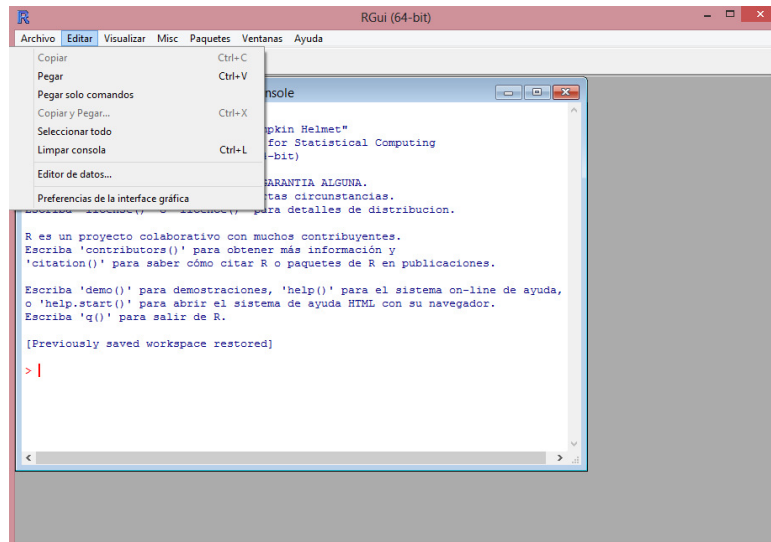 RGui (64-bit)
Archivo Editar Visualizar Misc Paquetes Ventanas Ayuda
Copiar Ctrl+C
Pegar Ctrl+V
Pegar solo comandos
Copiar y Pegar... Ctrl+X
Seleccionar todo
Limpar consola Ctrl+L
Editor de datos...
Preferencias de la interface gráfica
nsole
mpkin Helmet"
for Statistical Computing
-bit)
GARANTIA ALGUNA.
tas circunstancias.
Escriba 'license()' o 'licence()' para detalles de distribucion.
R es un proyecto colaborativo con muchos contribuyentes.
Escriba 'contributors()' para obtener más información y
'citation()' para saber cómo citar R o paquetes de R en publicaciones.
Escriba 'demo()' para demostraciones, 'help()' para el sistema on-line de ayuda,
o 'help.start()' para abrir el sistema de ayuda HTML con su navegador.
Escriba 'q()' para salir de R.
[Previously saved workspace restored]
>